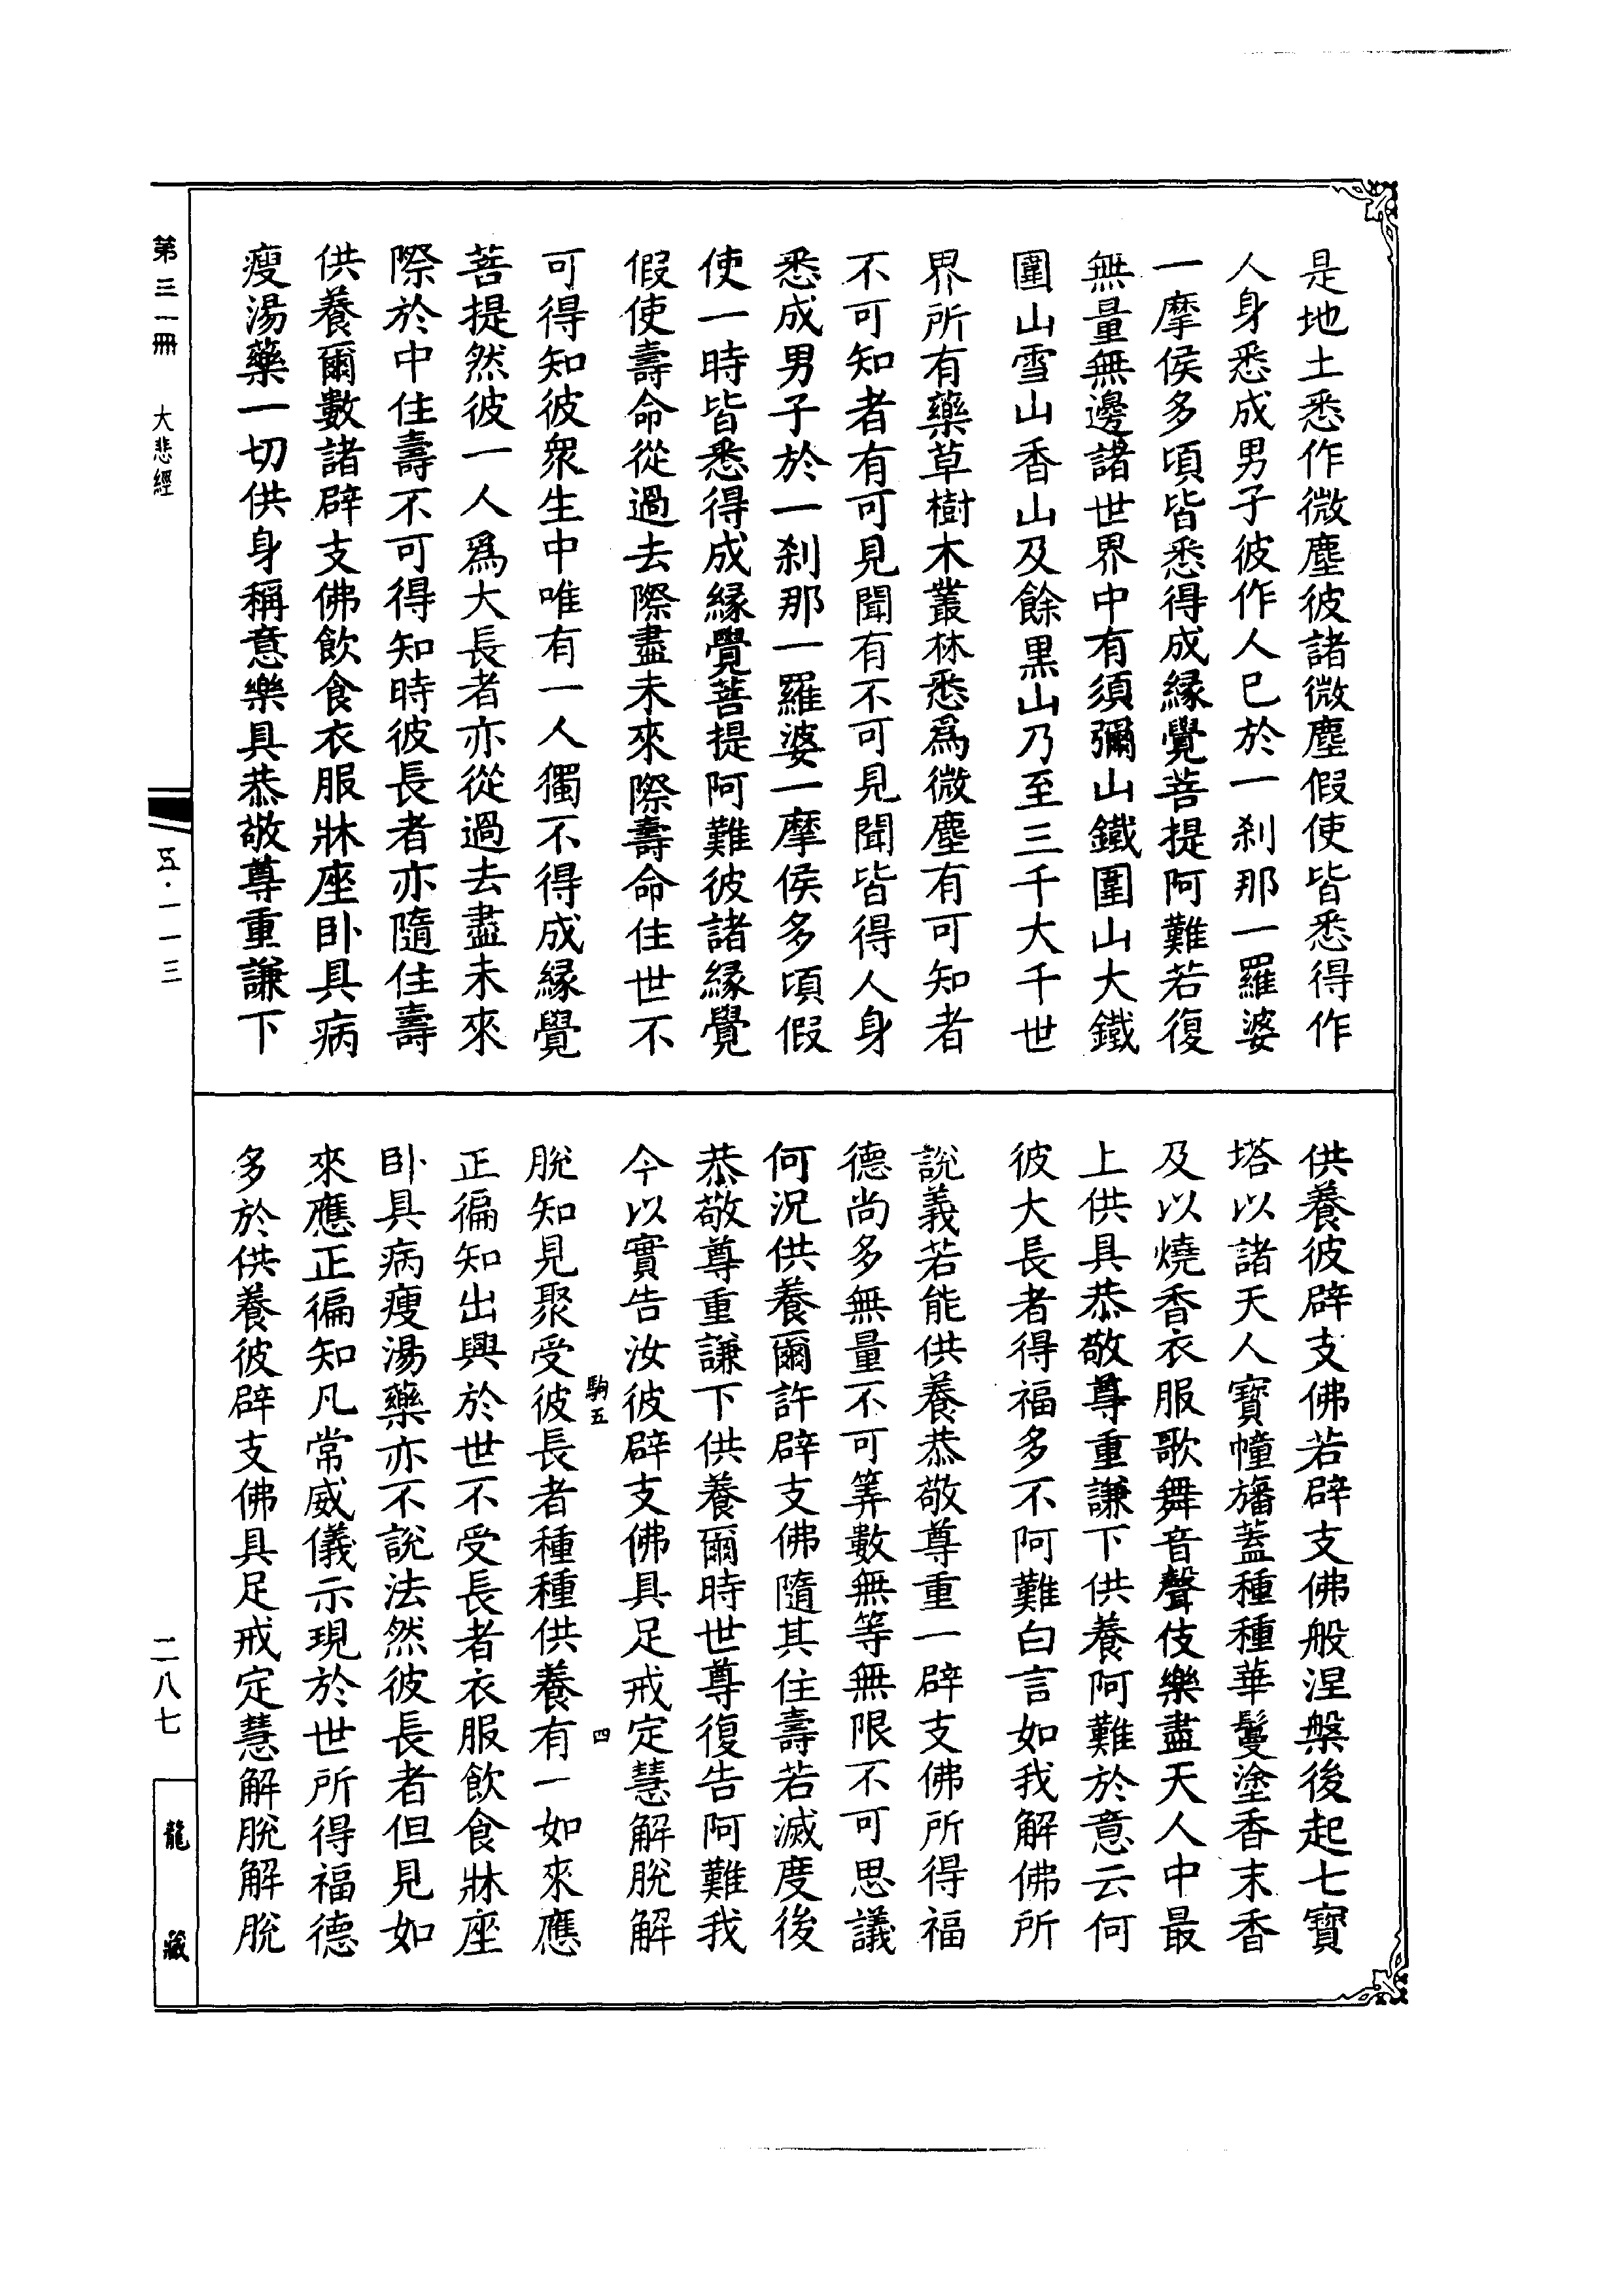 是地土悉作微塵彼諸微塵假使皆悉得作
人身悉成男子彼作人已於一刹那一羅婆
一摩侯多頃皆悉得成緣覺菩提阿難若復
無量無邊諸世界中有須彌山鐵圍山大鐵
圍山雪山香山及餘黑山乃至三千大千世
界所有藥草樹木叢林悉爲微塵有可知者
不可知者有可見聞有不可見聞皆得人身
悉成男子於一刹那一羅婆一摩侯多頃假
使一時皆悉得成緣覺菩提阿難彼諸緣覺
假使壽命從過去際盡未來際壽命住世不
可得知彼衆生中唯有一人獨不得成緣覺
菩提然彼一人爲大長者亦從過去盡未來
際於中住壽不可得知時彼長者亦隨住壽
供養爾數諸辟支佛飲食衣服牀座卧具病
瘦湯藥一切供身稱意樂具恭敬尊重謙下
供養彼辟支佛若辟支佛般涅槃後起七寶
塔以諸天人寶幢旛蓋種種華鬘塗香末香
及以燒香衣服歌舞音聲伎樂盡天人中最
上供具恭敬尊重謙下供養阿難於意云何
彼大長者得福多不阿難白言如我解佛所
說義若能供養恭敬尊重一辟支佛所得福
德尚多無量不可筭數無等無限不可思議
何況供養爾許辟支佛隨其住壽若滅度後
恭敬尊重謙下供養爾時世尊復告阿難我
今以實告汝彼辟支佛具足戒定慧解脫解
駒五
四
脫知見聚受彼長者種種供養有一如來應
正徧知出興於世不受長者衣服飲食牀座
卧具病瘦湯藥亦不說法然彼長者但見如
來應正徧知凡常威儀示現於世所得福德
多於供養彼辟支佛具足戒定慧解脫解脫
第三一冊 大悲經
五·一一三
二八七
龍藏